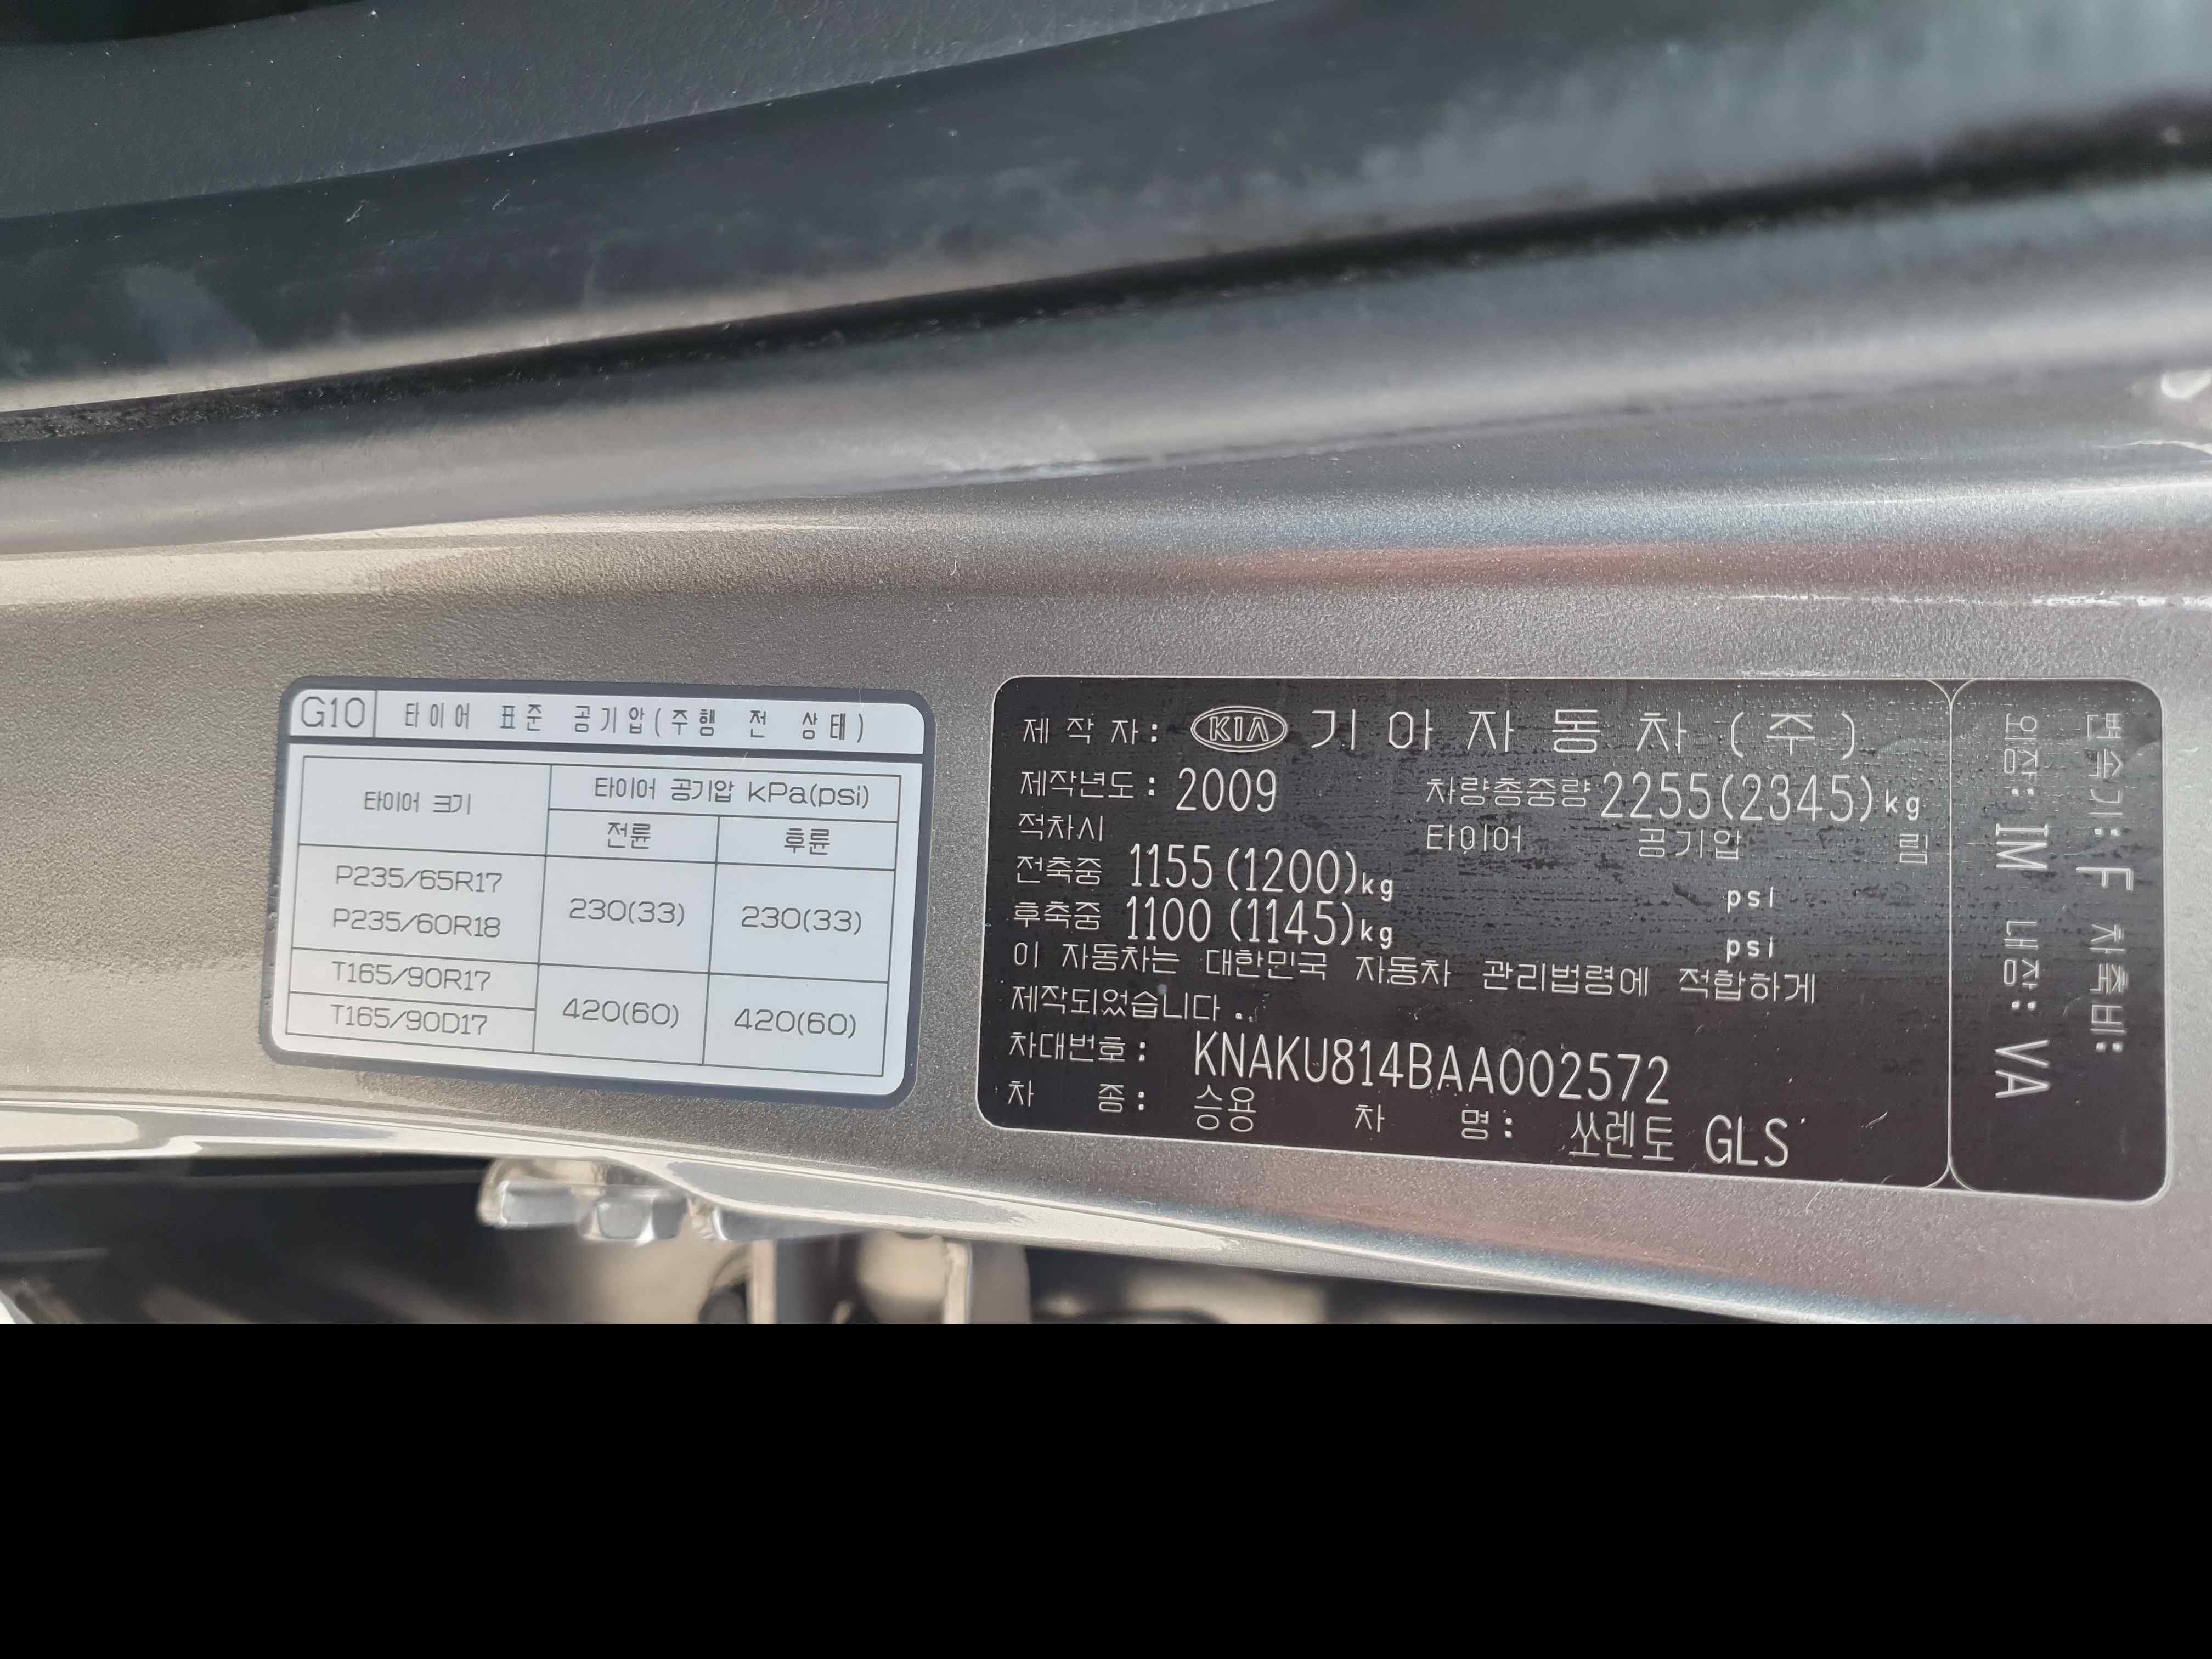 G10 타이어 표준 공기압(주행 전 상태)
타이어 크기
타이어 공기압 kPa(psi)
전륜 후륜
P235/65R17
P235/60R18
230(33) 230(33)
T165/90R17
T165/90D17
420(60) 420(60)
제작자: KIA 기아자동차(주)
제작년도: 2009 차량총중량 2255(2345)kg
적차시 타이어 공기압 림
전축중 1155(1200)kg psi
후축중 1100(1145)kg psi
이 자동차는 대한민국 자동차 관리법령에 적합하게
제작되었습니다.
차대번호: KNAKU814BAA002572
차 종: 승용 차 명: 쏘렌토 GLS
변속기: F 차축비:
외장: IM 내장: VA